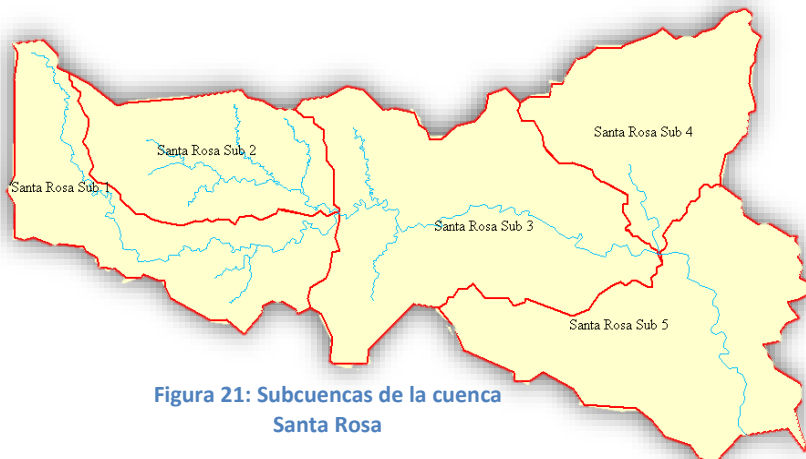 Santa Rosa Sub 4
Santa Rosa Sub 2
Santa Rosa Sub 1
Santa Rosa Sub 3
Santa Rosa Sub 5
Figura 21: Subcuencas de la cuenca
Santa Rosa